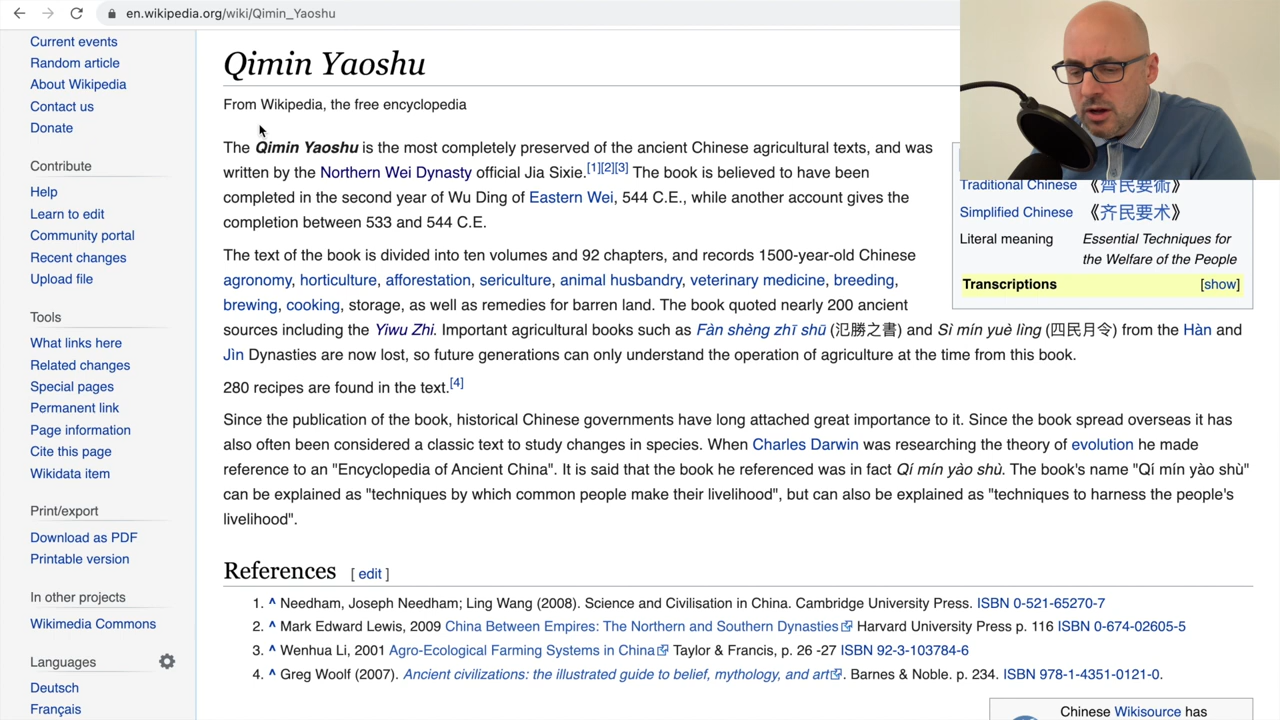 en.wikipedia.org/wiki/Qimin_Yaoshu
Current events
Random article
About Wikipedia
Contact us
Donate
Contribute
Help
Learn to edit
Community portal
Recent changes
Upload file
Tools
What links here
Related changes
Special pages
Permanent link
Page information
Cite this page
Wikidata item
Print/export
Download as PDF
Printable version
In other projects
Wikimedia Commons
Languages
Deutsch
Français
Qimin Yaoshu
From Wikipedia, the free encyclopedia
The Qimin Yaoshu is the most completely preserved of the ancient Chinese agricultural texts, and was
written by the Northern Wei Dynasty official Jia Sixie.[1][2][3] The book is believed to have been
completed in the second year of Wu Ding of Eastern Wei, 544 C.E., while another account gives the
completion between 533 and 544 C.E.
The text of the book is divided into ten volumes and 92 chapters, and records 1500-year-old Chinese
agronomy, horticulture, afforestation, sericulture, animal husbandry, veterinary medicine, breeding,
brewing, cooking, storage, as well as remedies for barren land. The book quoted nearly 200 ancient
sources including the Yiwu Zhi. Important agricultural books such as Fàn shèng zhī shū (氾勝之書) and Sì mín yuè lìng (四民月令) from the Hàn and
Jìn Dynasties are now lost, so future generations can only understand the operation of agriculture at the time from this book.
280 recipes are found in the text.[4]
Since the publication of the book, historical Chinese governments have long attached great importance to it. Since the book spread overseas it has
also often been considered a classic text to study changes in species. When Charles Darwin was researching the theory of evolution he made
reference to an "Encyclopedia of Ancient China". It is said that the book he referenced was in fact Qí mín yào shù. The book's name "Qí mín yào shù"
can be explained as "techniques by which common people make their livelihood", but can also be explained as "techniques to harness the people's
livelihood".
Traditional Chinese 《齊民要術》
Simplified Chinese 《齐民要术》
Literal meaning Essential Techniques for
the Welfare of the People
Transcriptions [show]
References [ edit ]
1. ^ Needham, Joseph Needham; Ling Wang (2008). Science and Civilisation in China. Cambridge University Press. ISBN 0-521-65270-7
2. ^ Mark Edward Lewis, 2009 China Between Empires: The Northern and Southern Dynasties Harvard University Press p. 116 ISBN 0-674-02605-5
3. ^ Wenhua Li, 2001 Agro-Ecological Farming Systems in China Taylor & Francis, p. 26 -27 ISBN 92-3-103784-6
4. ^ Greg Woolf (2007). Ancient civilizations: the illustrated guide to belief, mythology, and art. Barnes & Noble. p. 234. ISBN 978-1-4351-0121-0.
Chinese Wikisource has